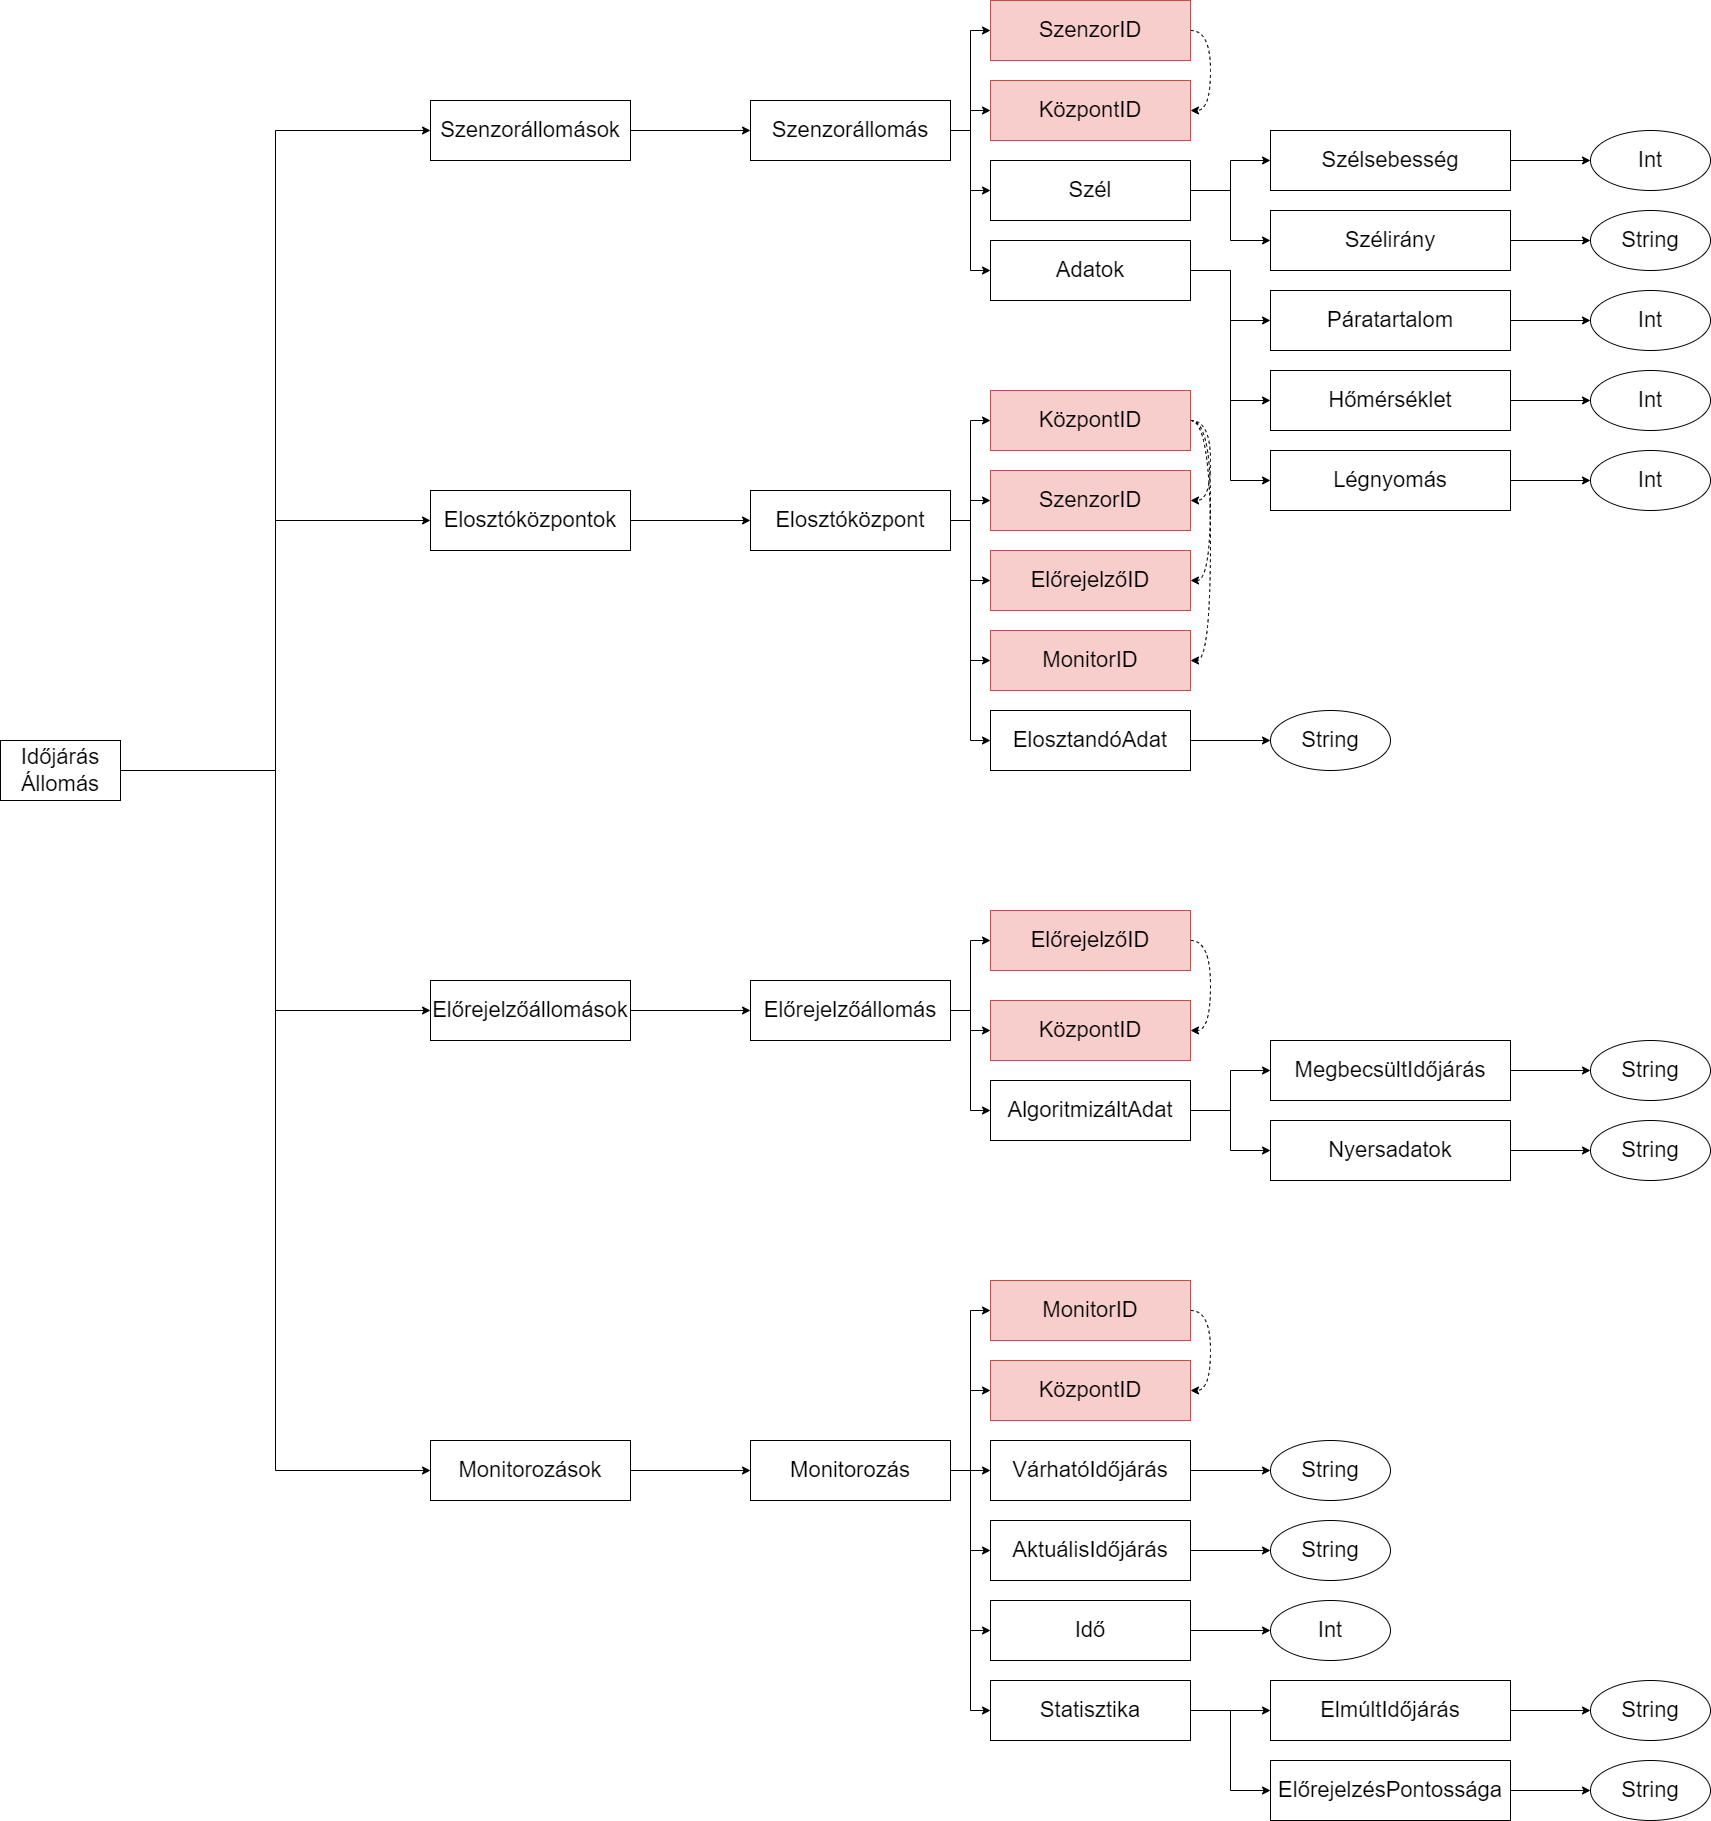 SzenzorID
KözpontID
Szenzorállomások
Szenzorállomás
Szél
Szélsebesség
Int
Szélirány
String
Adatok
Páratartalom
Int
Hőmérséklet
Int
Légnyomás
Int
KözpontID
SzenzorID
Elosztóközpontok
Elosztóközpont
ElőrejelzőID
MonitorID
ElosztandóAdat
String
Időjárás
Állomás
ElőrejelzőID
Előrejelzőállomások
Előrejelzőállomás
KözpontID
AlgoritmizáltAdat
MegbecsültIdőjárás
String
Nyersadatok
String
MonitorID
KözpontID
Monitorozások
Monitorozás
VárhatóIdőjárás
String
AktuálisIdőjárás
String
Idő
Int
Statisztika
ElmúltIdőjárás
String
ElőrejelzésPontossága
String